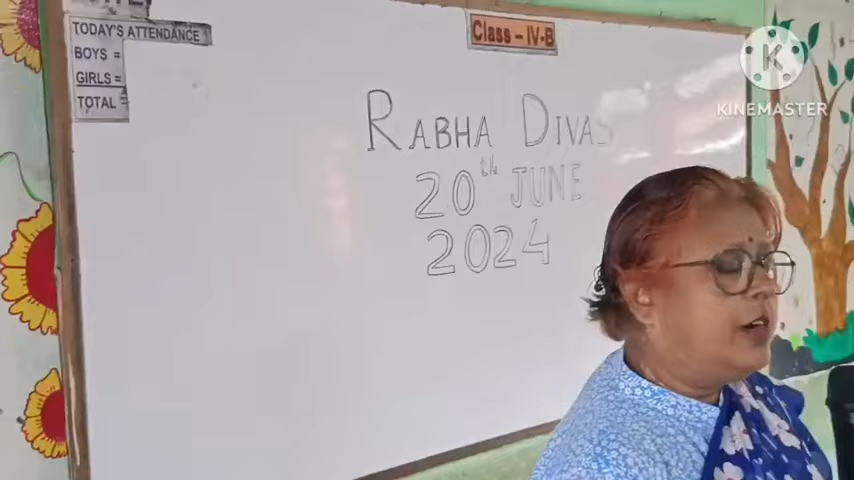 TODAY'S ATTENDANCE
BOYS =
GIRLS =
TOTAL =
Class - IV-B
RABHA DIVAS
20th JUNE
2024
KINEMASTER